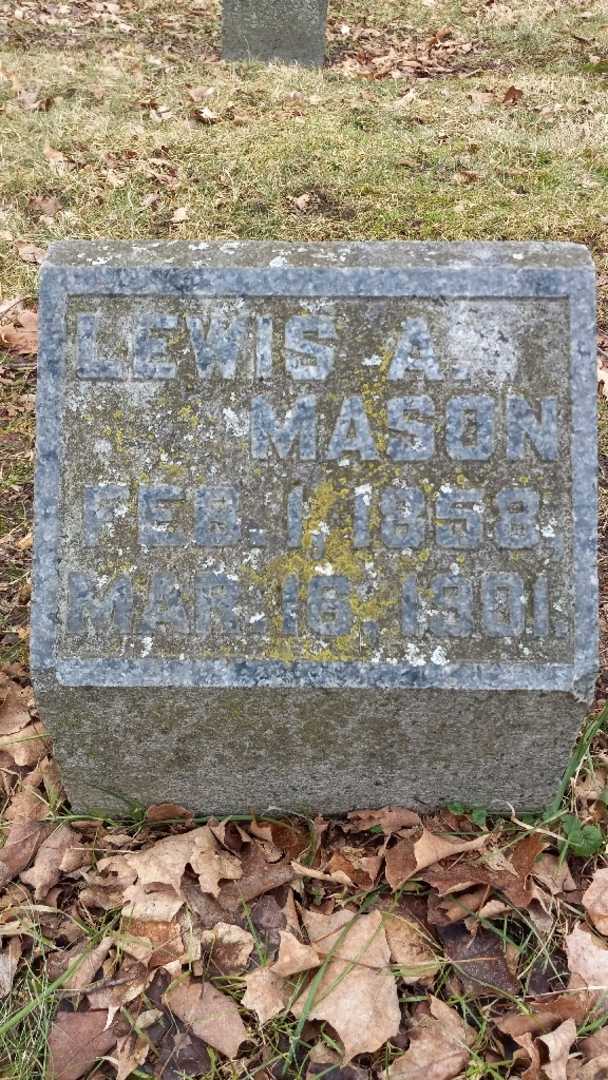 LEWIS A.
MASON
FEB. 1, 1858,
MAR. 16, 1901.